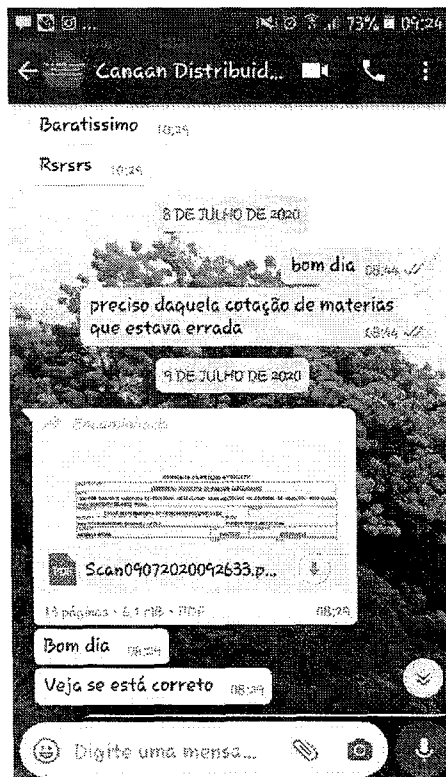 73% 09:24
Canaan Distribuid...
Baratissimo 10:29
Rsrsrs 10:29
8 DE JULHO DE 2020
bom dia 08:44
preciso daquela cotação de materias
que estava errada 08:44
9 DE JULHO DE 2020
Encaminhada
Scan09072020092633.p...
6,1 MB • PDF 08:29
Bom dia 08:29
Veja se está correto 08:29
Digite uma mensa...